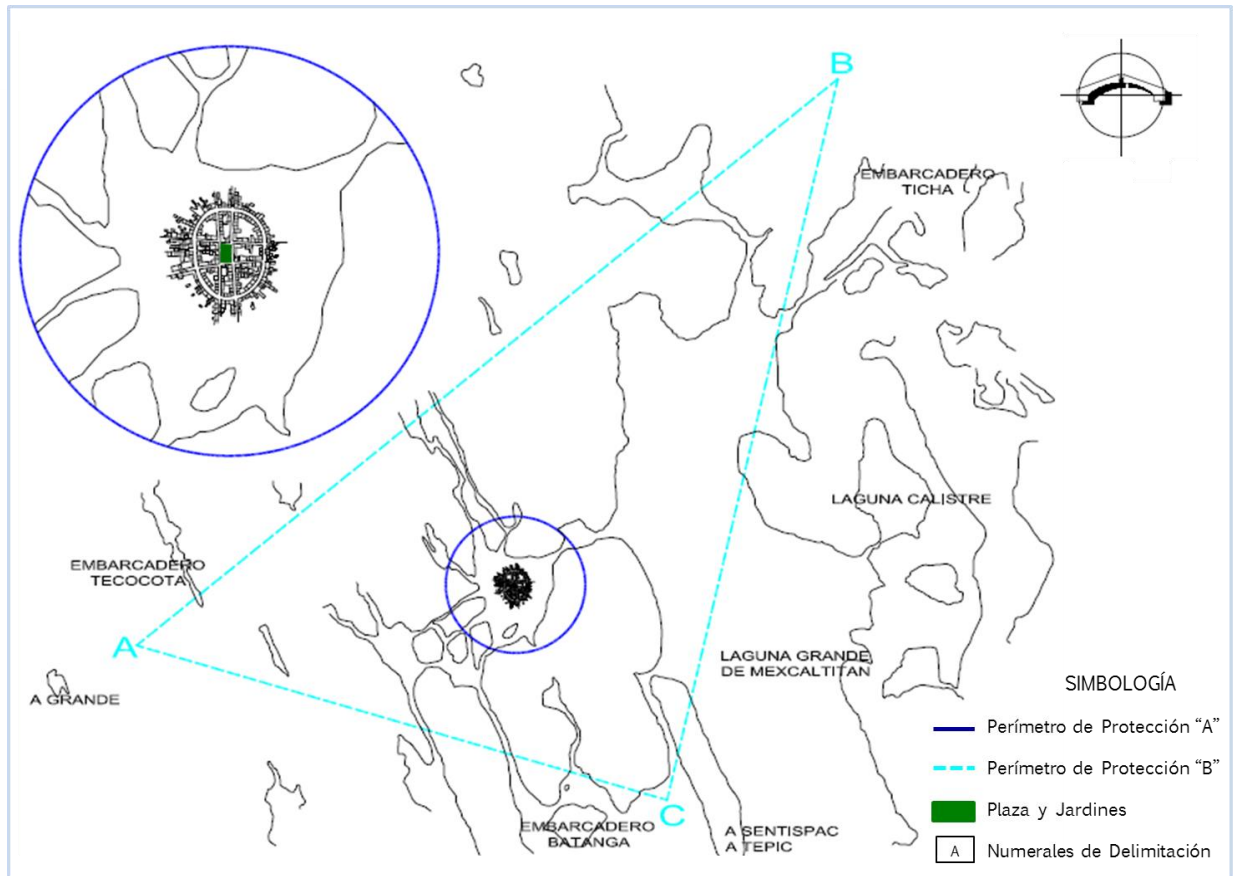 B
EMBARCADERO
TICHA
LAGUNA CALISTRE
EMBARCADERO
TECOCOTA
A
LAGUNA GRANDE
DE MEXCALTITAN
A GRANDE
C
EMBARCADERO
BATANGA
A SENTISPAC
A TEPIC
SIMBOLOGÍA
Perímetro de Protección “A”
Perímetro de Protección “B”
Plaza y Jardines
A Numerales de Delimitación